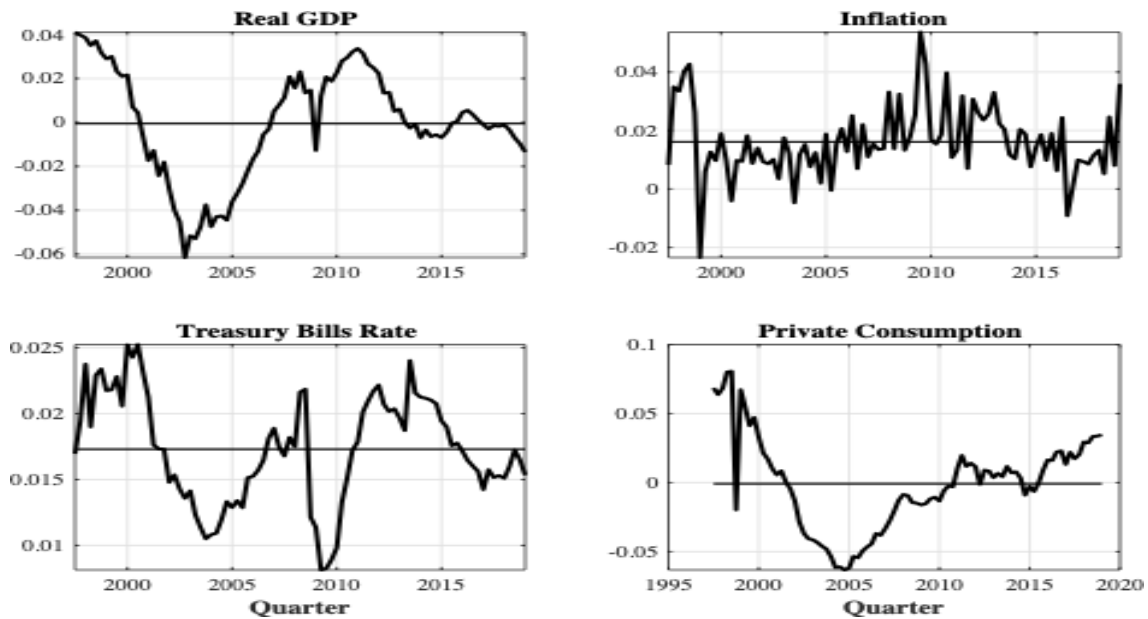 Real GDP
0.04
0.02
0
-0.02
-0.04
-0.06
2000 2005 2010 2015
Inflation
0.04
0.02
0
-0.02
2000 2005 2010 2015
Treasury Bills Rate
0.025
0.02
0.015
0.01
2000 2005 2010 2015
Quarter
Private Consumption
0.1
0.05
0
-0.05
1995 2000 2005 2010 2015 2020
Quarter